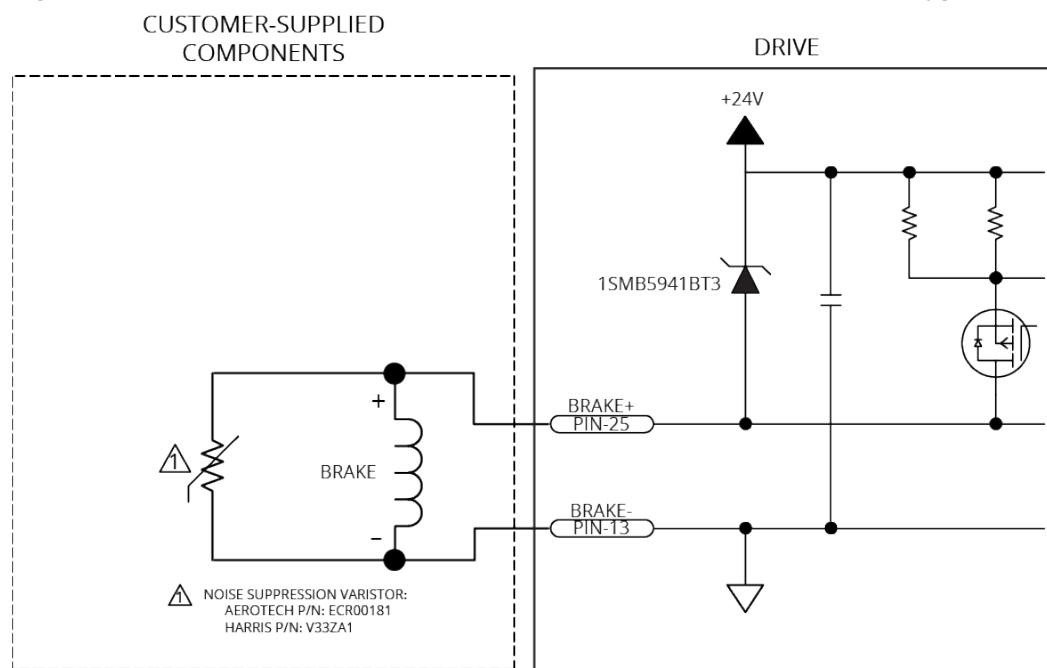 CUSTOMER-SUPPLIED
COMPONENTS
DRIVE
+24V
1SMB5941BT3
BRAKE+
PIN-25
+
1
BRAKE
BRAKE-
PIN-13
–
1 NOISE SUPPRESSION VARISTOR:
AEROTECH P/N: ECR00181
HARRIS P/N: V33ZA1